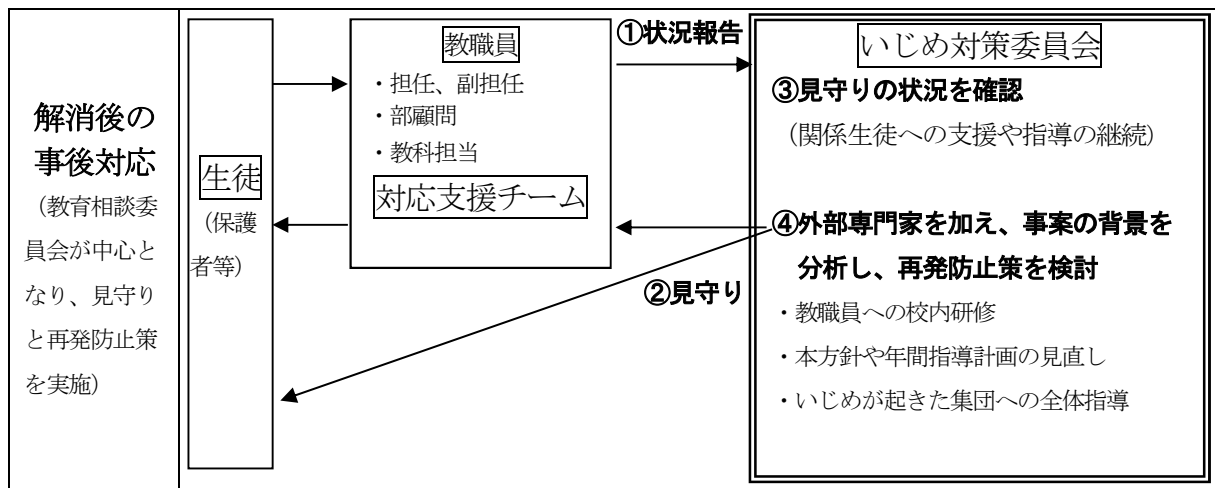 解消後の
事後対応
（教育相談委
員会が中心と
なり、見守り
と再発防止策
を実施）
生徒
（保護
者等）
教職員
・担任、副担任
・部顧問
・教科担当
対応支援チーム
①状況報告
②見守り
いじめ対策委員会
③見守りの状況を確認
（関係生徒への支援や指導の継続）
④外部専門家を加え、事案の背景を
分析し、再発防止策を検討
・教職員への校内研修
・本方針や年間指導計画の見直し
・いじめが起きた集団への全体指導